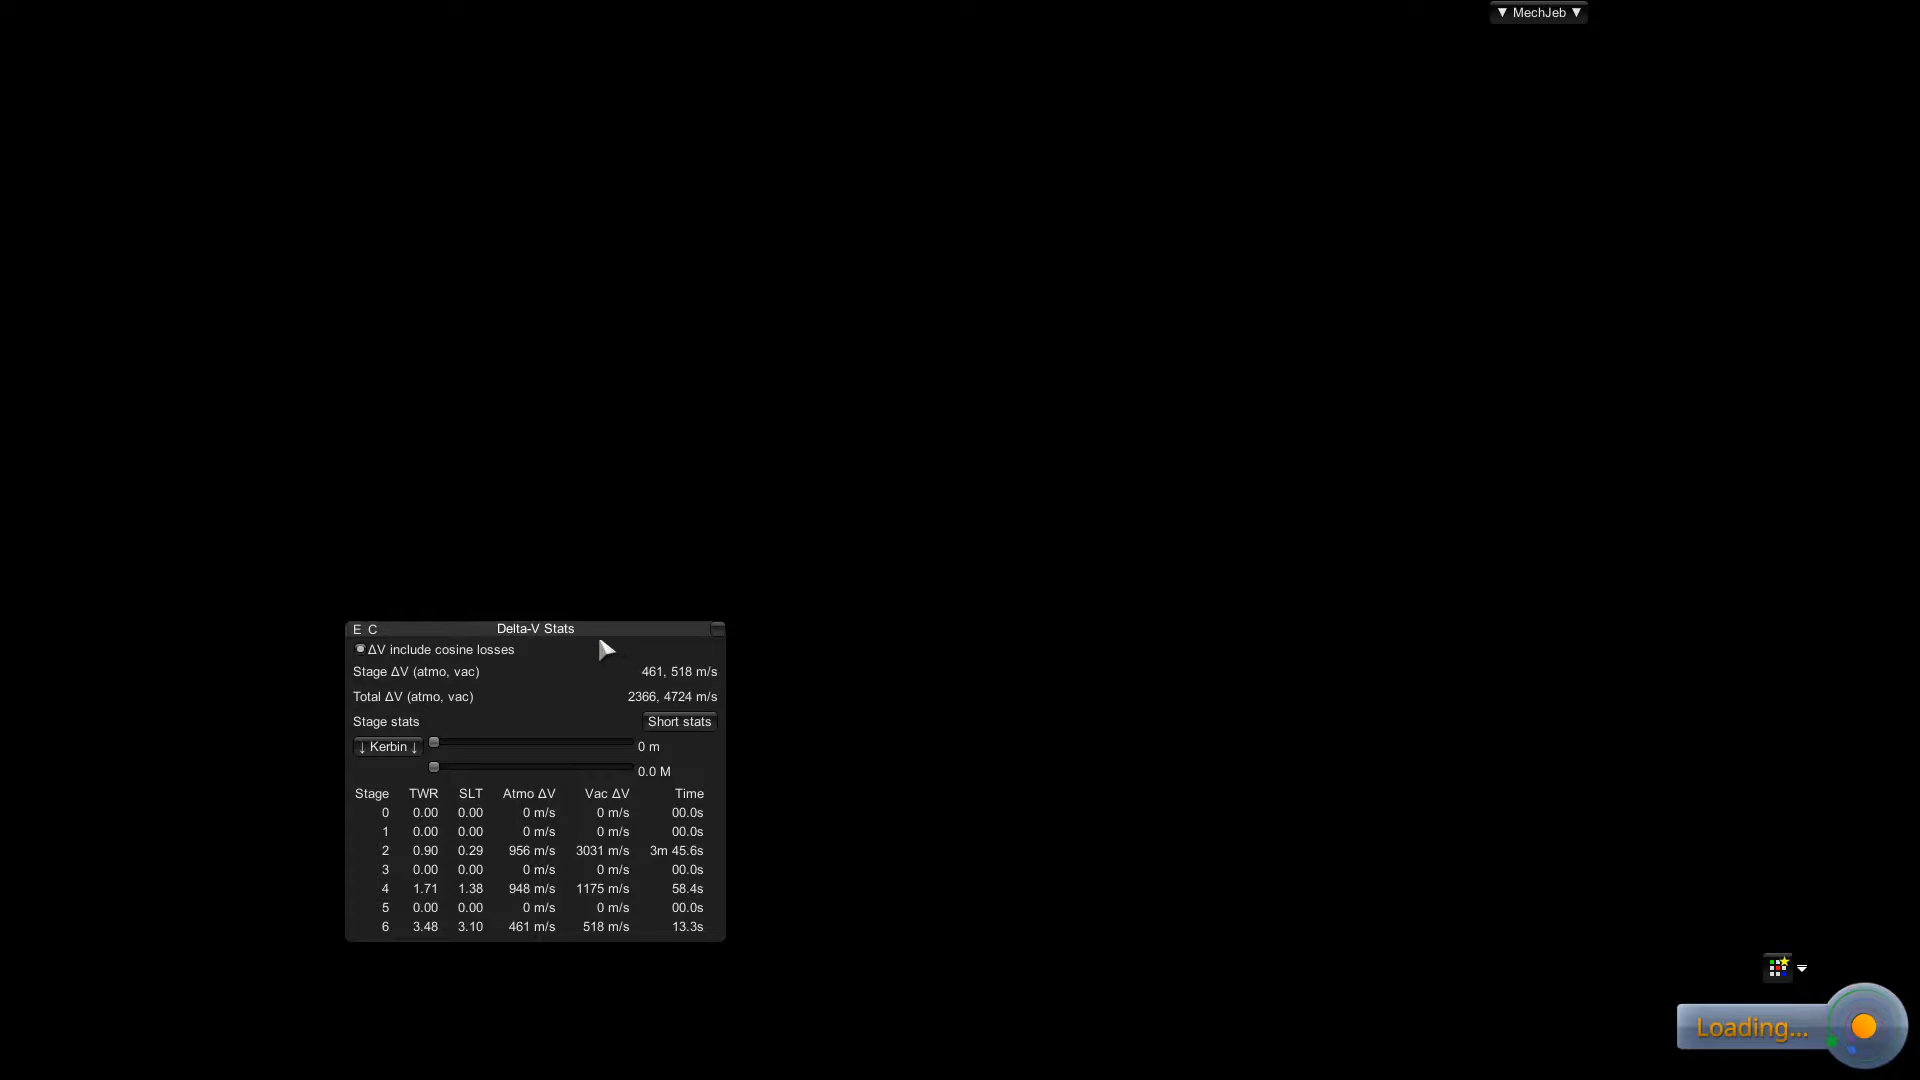 ▼ MechJeb ▼
E C Delta-V Stats
ΔV include cosine losses
Stage ΔV (atmo, vac) 461, 518 m/s
Total ΔV (atmo, vac) 2366, 4724 m/s
Stage stats Short stats
↓ Kerbin ↓ 0 m
0.0 M
Stage TWR SLT Atmo ΔV Vac ΔV Time
0 0.00 0.00 0 m/s 0 m/s 00.0s
1 0.00 0.00 0 m/s 0 m/s 00.0s
2 0.90 0.29 956 m/s 3031 m/s 3m 45.6s
3 0.00 0.00 0 m/s 0 m/s 00.0s
4 1.71 1.38 948 m/s 1175 m/s 58.4s
5 0.00 0.00 0 m/s 0 m/s 00.0s
6 3.48 3.10 461 m/s 518 m/s 13.3s
Loading...